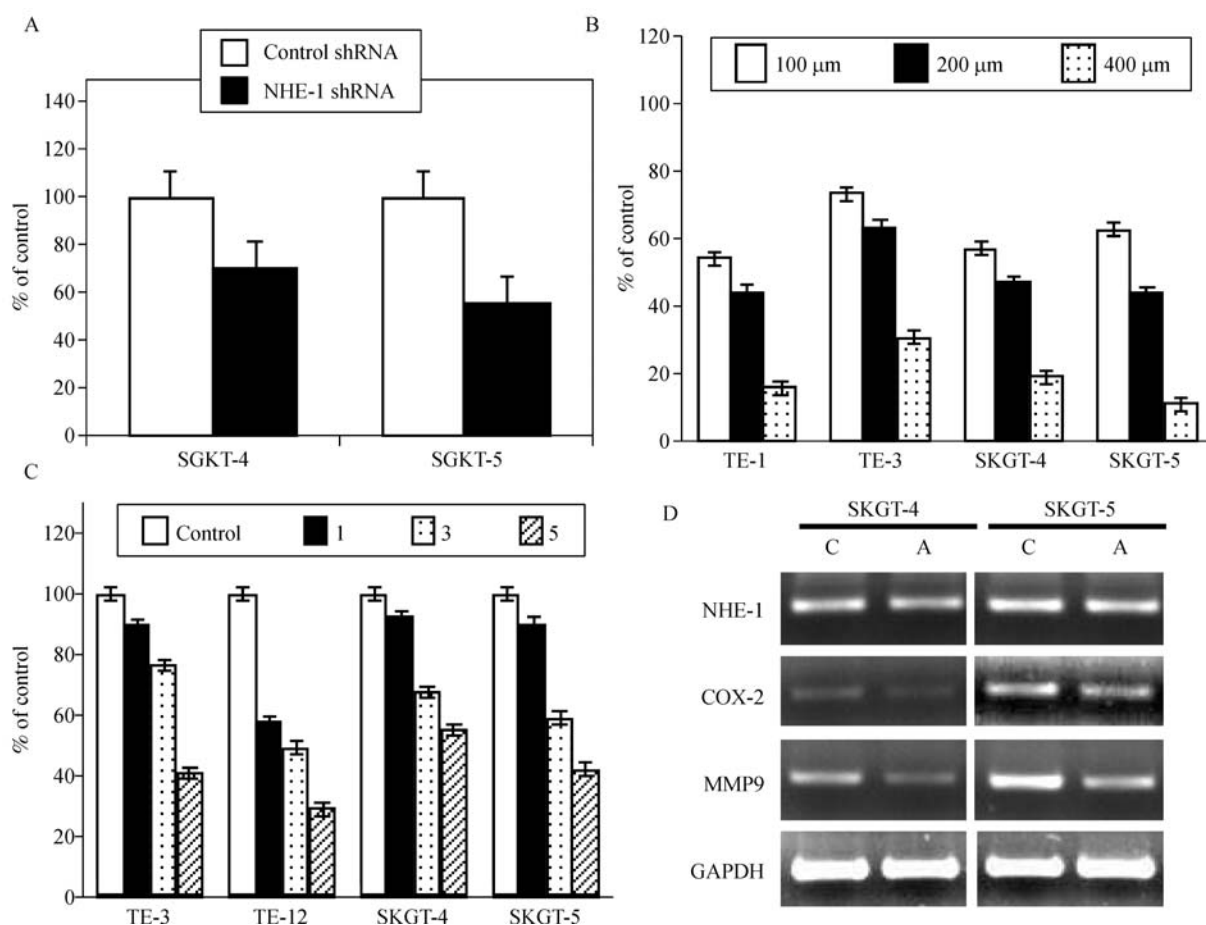 A
Control shRNA
NHE-1 shRNA
% of control
140
120
100
80
60
40
20
0
SGKT-4 SGKT-5
B
100 μm 200 μm 400 μm
% of control
120
100
80
60
40
20
0
TE-1 TE-3 SKGT-4 SKGT-5
C
Control 1 3 5
% of control
120
100
80
60
40
20
0
TE-3 TE-12 SKGT-4 SKGT-5
D
SKGT-4 SKGT-5
C A C A
NHE-1
COX-2
MMP9
GAPDH